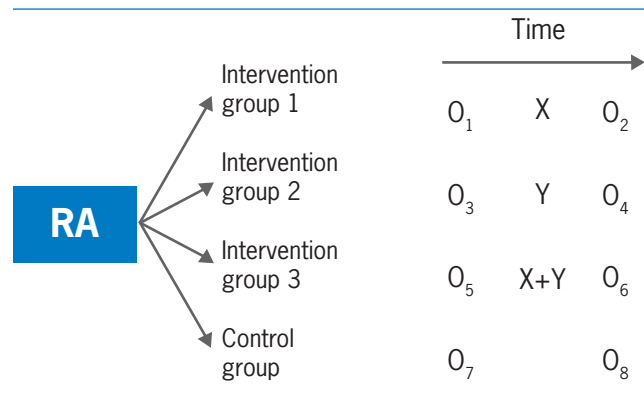 Time
RA
Intervention
group 1
O₁ X O₂
Intervention
group 2
O₃ Y O₄
Intervention
group 3
O₅ X+Y O₆
Control
group
O₇ O₈